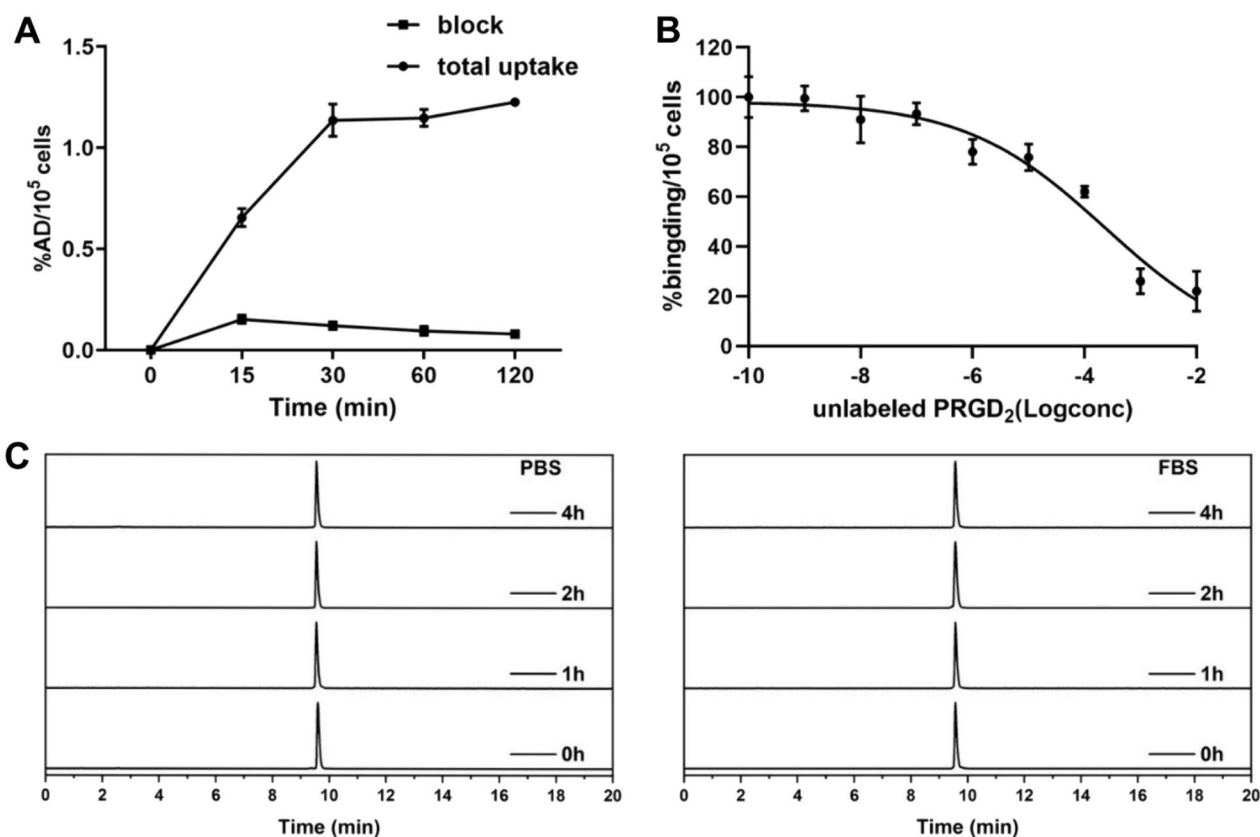 A
block
total uptake
1.5
1.0
0.5
0.0
%AD/10⁵ cells
0
15
30
60
120
Time (min)
B
120
100
80
60
40
20
0
%bingding/10⁵ cells
-10
-8
-6
-4
-2
unlabeled PRGD₂(Logconc)
C
PBS
4h
2h
1h
0h
0 2 4 6 8 10 12 14 16 18 20
Time (min)
FBS
4h
2h
1h
0h
0 2 4 6 8 10 12 14 16 18 20
Time (min)